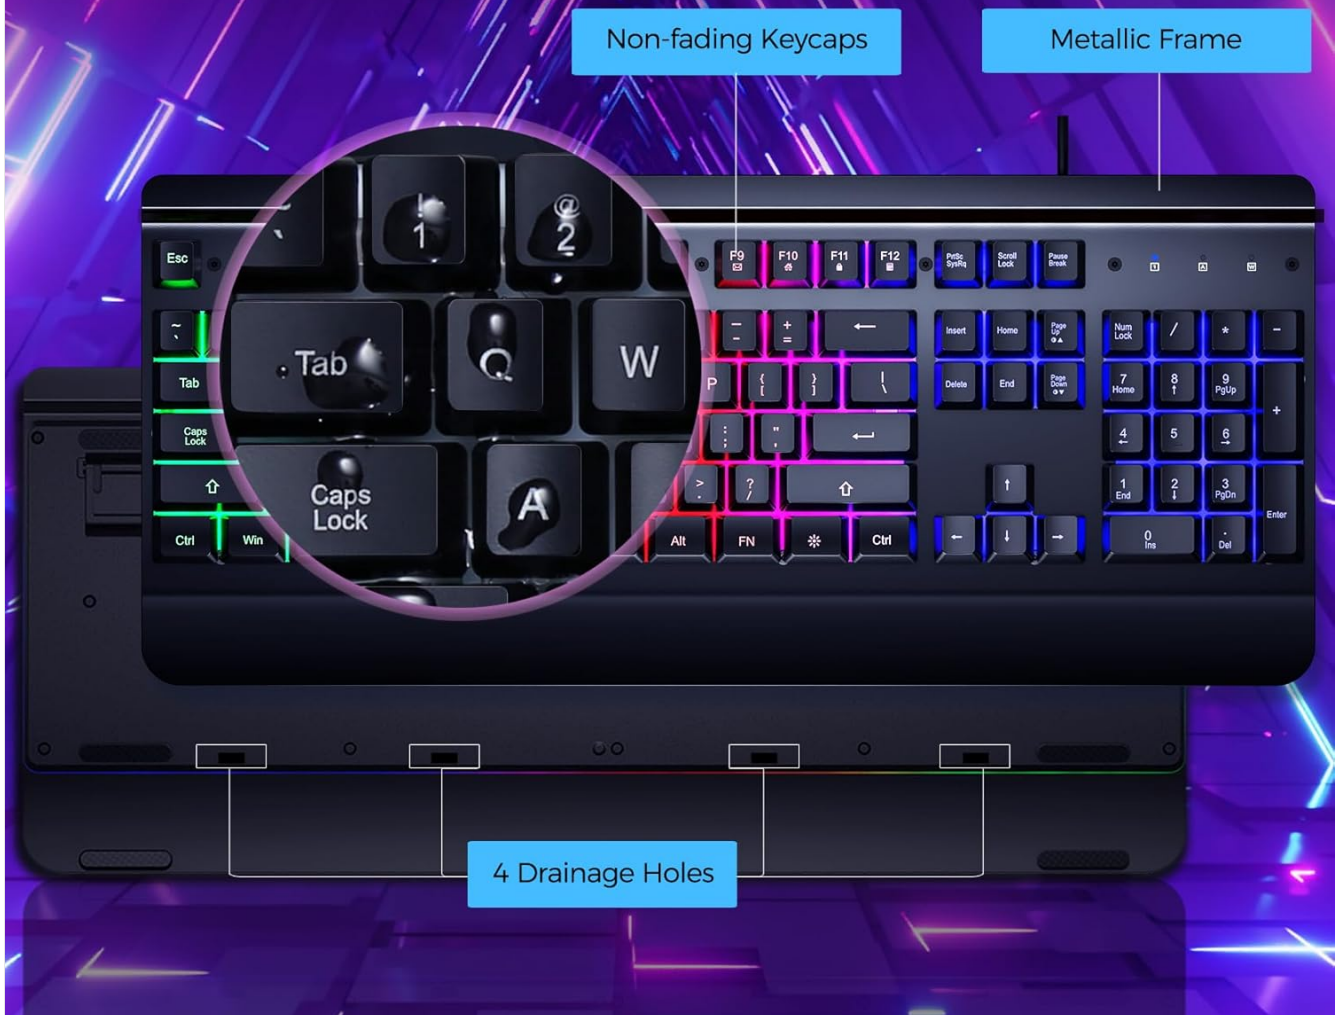 Non-fading Keycaps
Metallic Frame
!
1
@
2
Tab
Q
W
Caps
Lock
A
Esc
F9
F10
F11
F12
PrtSc
SysRq
Scroll
Lock
Pause
Break
1
A
W
~
`
-
-
+
=
←
Insert
Home
Page
Up
Num
Lock
/
*
-
Tab
P
{
[
}
]
|
\
Delete
End
Page
Down
7
Home
8
↑
9
PgUp
+
Caps
Lock
:
;
"
,
4
←
5
6
→
⇧
>
.
?
/
⇧
↑
1
End
2
↓
3
PgDn
Enter
Ctrl
Win
Alt
FN
Ctrl
←
↓
→
0
Ins
.
Del
4 Drainage Holes